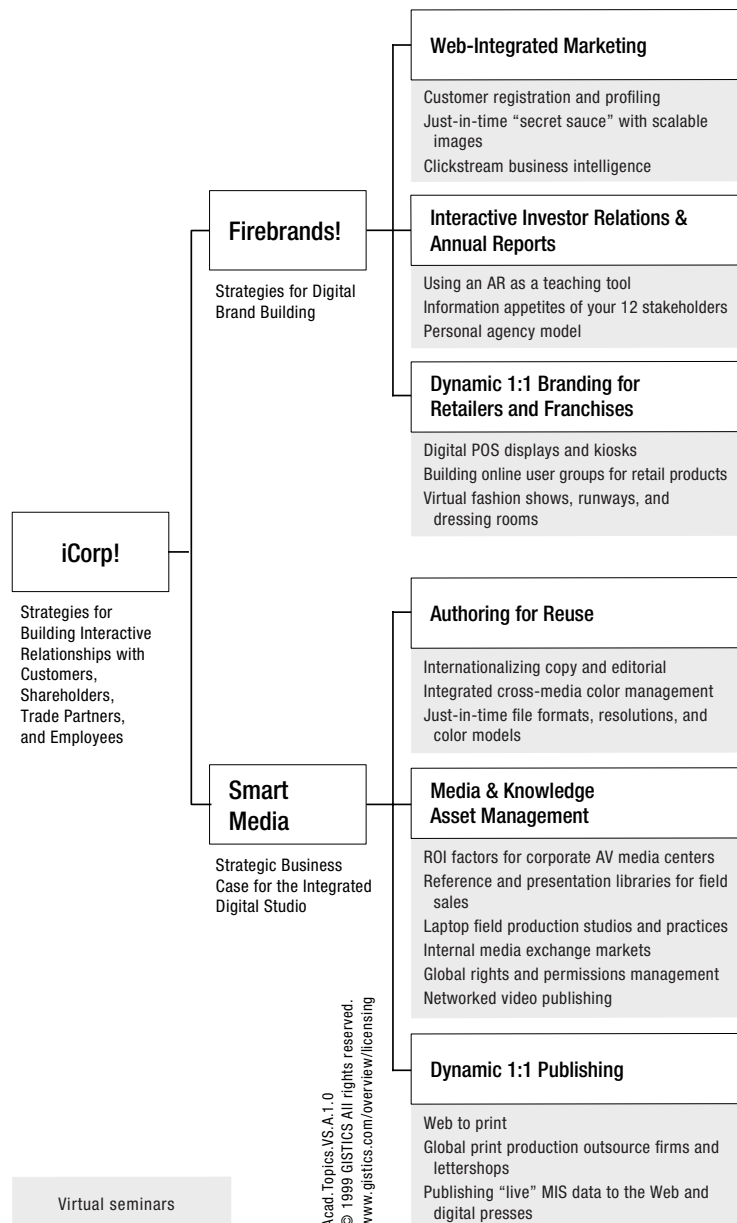 Web-Integrated Marketing
Customer registration and profiling
Just-in-time “secret sauce” with scalable
images
Clickstream business intelligence
Firebrands!
Strategies for Digital
Brand Building
Interactive Investor Relations &
Annual Reports
Using an AR as a teaching tool
Information appetites of your 12 stakeholders
Personal agency model
Dynamic 1:1 Branding for
Retailers and Franchises
Digital POS displays and kiosks
Building online user groups for retail products
Virtual fashion shows, runways, and
dressing rooms
iCorp!
Strategies for
Building Interactive
Relationships with
Customers,
Shareholders,
Trade Partners,
and Employees
Authoring for Reuse
Internationalizing copy and editorial
Integrated cross-media color management
Just-in-time file formats, resolutions, and
color models
Smart
Media
Strategic Business
Case for the Integrated
Digital Studio
Media & Knowledge
Asset Management
ROI factors for corporate AV media centers
Reference and presentation libraries for field
sales
Laptop field production studios and practices
Internal media exchange markets
Global rights and permissions management
Networked video publishing
Dynamic 1:1 Publishing
Web to print
Global print production outsource firms and
lettershops
Publishing “live” MIS data to the Web and
digital presses
Acad.Topics.VS.A.1.0
© 1999 GISTICS All rights reserved.
www.gistics.com/overview/licensing
Virtual seminars